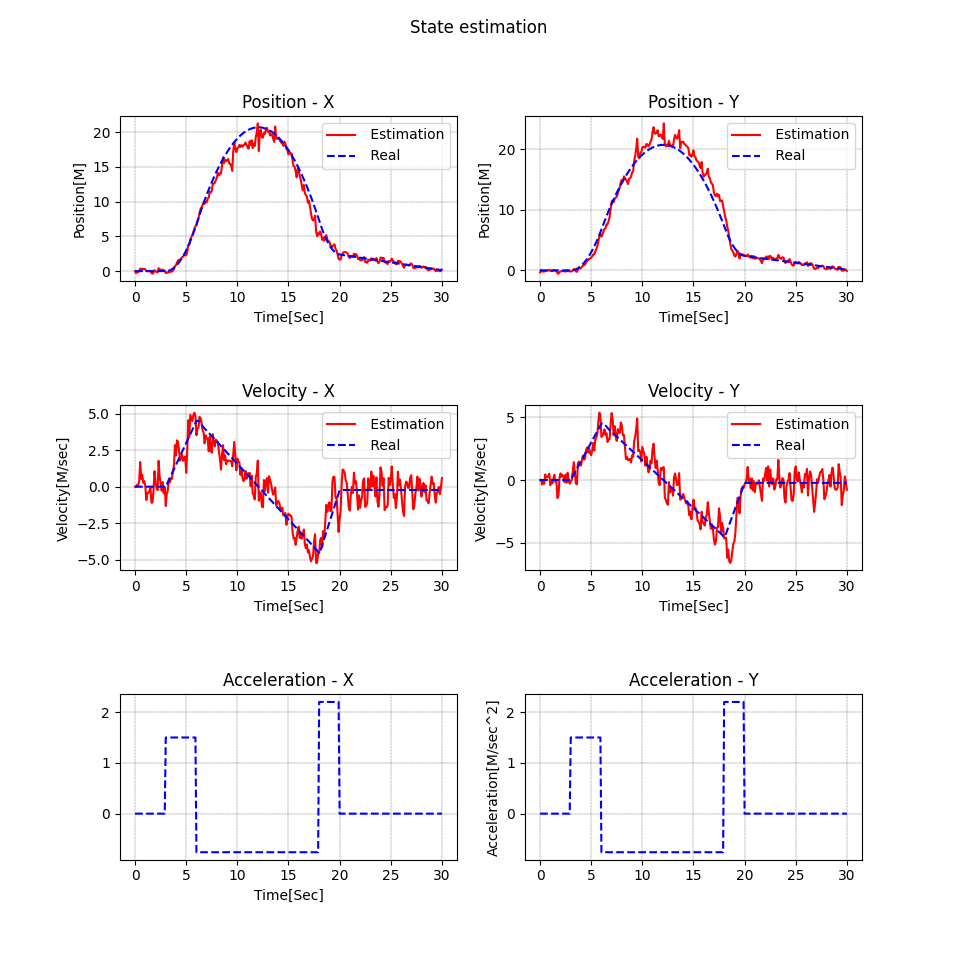 State estimation
Position - X
Position[M]
20
15
10
5
0
Estimation
Real
0 5 10 15 20 25 30
Time[Sec]
Position - Y
Position[M]
20
10
0
Estimation
Real
0 5 10 15 20 25 30
Time[Sec]
Velocity - X
Velocity[M/sec]
5.0
2.5
0.0
−2.5
−5.0
Estimation
Real
0 5 10 15 20 25 30
Time[Sec]
Velocity - Y
Velocity[M/sec]
5
0
−5
Estimation
Real
0 5 10 15 20 25 30
Time[Sec]
Acceleration - X
2
1
0
0 5 10 15 20 25 30
Time[Sec]
Acceleration - Y
Acceleration[M/sec^2]
2
1
0
0 5 10 15 20 25 30